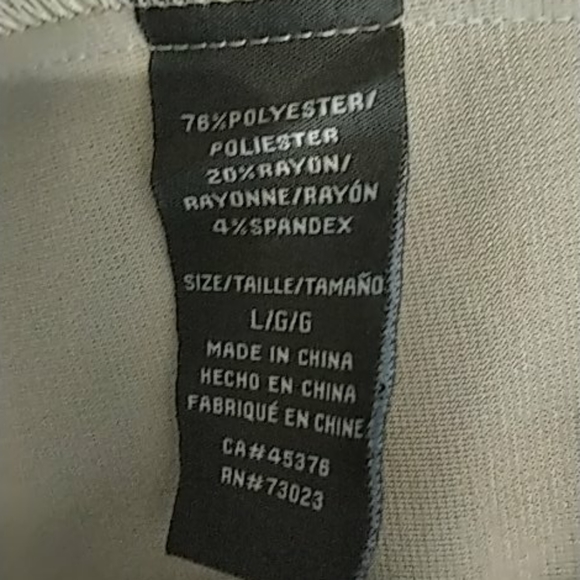 76%POLYESTER/
POLIESTER
20%RAYON/
RAYONNE/RAYÓN
4%SPANDEX
SIZE/TAILLE/TAMAÑO
L/G/G
MADE IN CHINA
HECHO EN CHINA
FABRIQUÉ EN CHINE
CA#45376
RN#73023